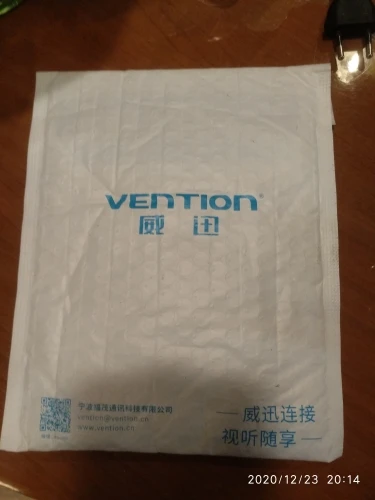 VENTION®
威迅
宁波威迅通讯科技有限公司
vention@vention.cn
www.vention.cn
威迅连接
视听随享
2020/12/23 20:14